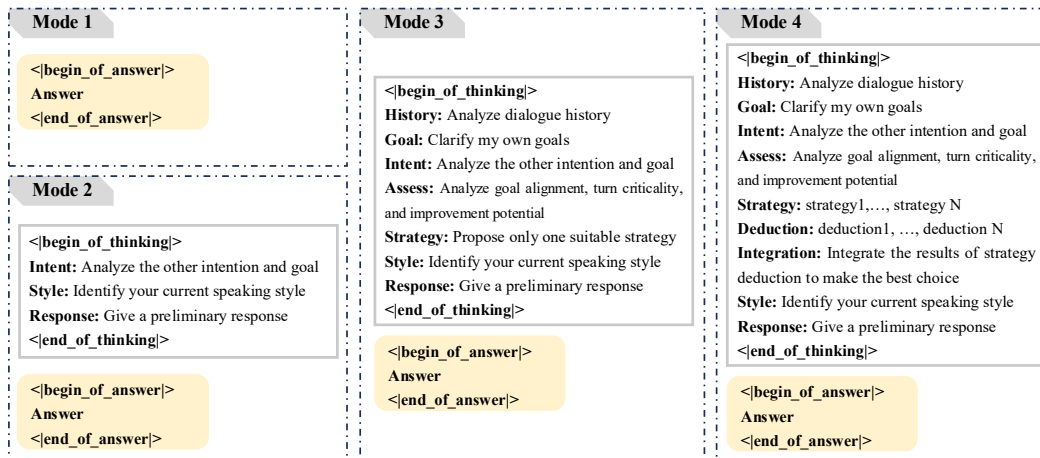 Mode 1
<|begin_of_answer|>
Answer
<|end_of_answer|>
Mode 2
<|begin_of_thinking|>
Intent: Analyze the other intention and goal
Style: Identify your current speaking style
Response: Give a preliminary response
<|end_of_thinking|>
<|begin_of_answer|>
Answer
<|end_of_answer|>
Mode 3
<|begin_of_thinking|>
History: Analyze dialogue history
Goal: Clarify my own goals
Intent: Analyze the other intention and goal
Assess: Analyze goal alignment, turn criticality,
and improvement potential
Strategy: Propose only one suitable strategy
Style: Identify your current speaking style
Response: Give a preliminary response
<|end_of_thinking|>
<|begin_of_answer|>
Answer
<|end_of_answer|>
Mode 4
<|begin_of_thinking|>
History: Analyze dialogue history
Goal: Clarify my own goals
Intent: Analyze the other intention and goal
Assess: Analyze goal alignment, turn criticality,
and improvement potential
Strategy: strategy1,…, strategy N
Deduction: deduction1, …, deduction N
Integration: Integrate the results of strategy
deduction to make the best choice
Style: Identify your current speaking style
Response: Give a preliminary response
<|end_of_thinking|>
<|begin_of_answer|>
Answer
<|end_of_answer|>